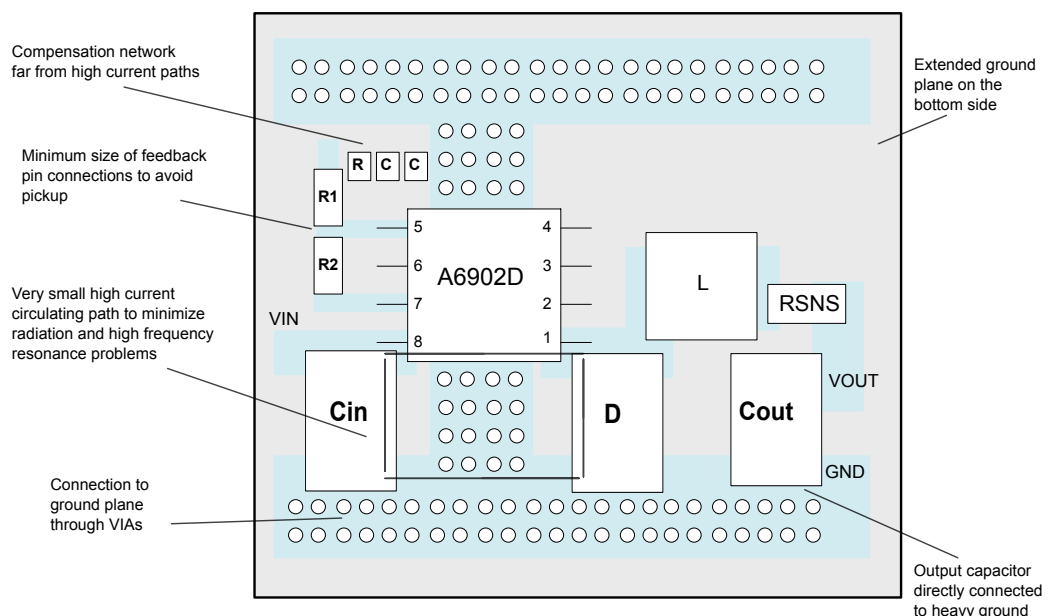 Compensation network
far from high current paths
Extended ground
plane on the
bottom side
Minimum size of feedback
pin connections to avoid
pickup
R C C
R1
R2
5
4
6
3
7
2
8
1
A6902D
L
RSNS
Very small high current
circulating path to minimize
radiation and high frequency
resonance problems
VIN
VOUT
Cin
D
Cout
GND
Connection to
ground plane
through VIAs
Output capacitor
directly connected
to heavy ground